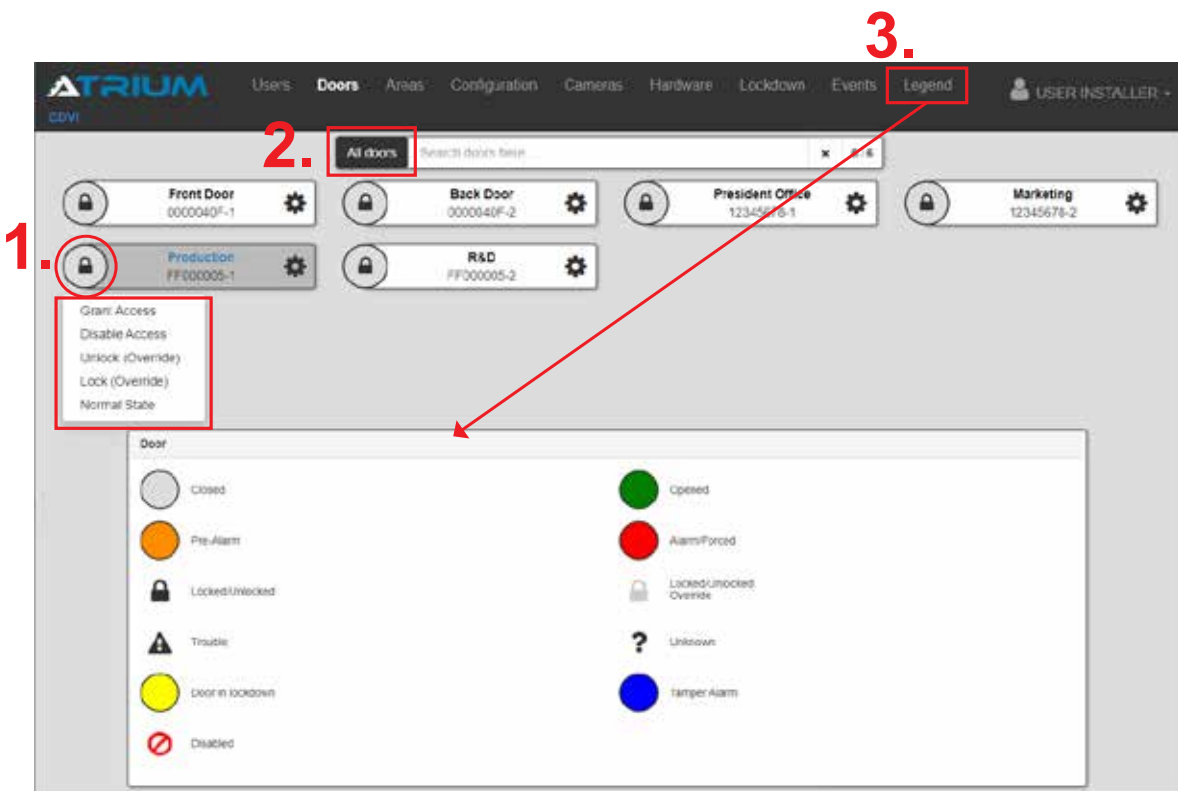 3.
ATRIUM
CDVI
Users Doors Areas Configuration Cameras Hardware Lockdown Events Legend USER INSTALLER
2.
All doors Search doors here...
Front Door
0000040F-1
Back Door
0000040F-2
President Office
12345678-1
Marketing
12345678-2
1.
Production
FF000005-1
R&D
FF000005-2
Grant Access
Disable Access
Unlock (Override)
Lock (Override)
Normal State
Door
Closed
Opened
Pre-Alarm
Alarm/Forced
Locked/Unlocked
Locked/Unlocked
Override
Trouble
? Unknown
Door in lockdown
Tamper Alarm
Disabled